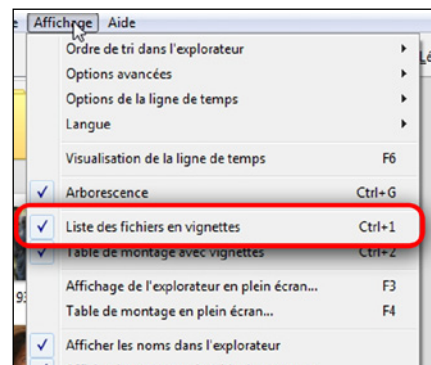 Affichage Aide
Ordre de tri dans l'explorateur
Options avancées
Options de la ligne de temps
Langue
Visualisation de la ligne de temps F6
Arborescence Ctrl+G
Liste des fichiers en vignettes Ctrl+1
Table de montage avec vignettes Ctrl+2
Affichage de l'explorateur en plein écran... F3
Table de montage en plein écran... F4
Afficher les noms dans l'explorateur